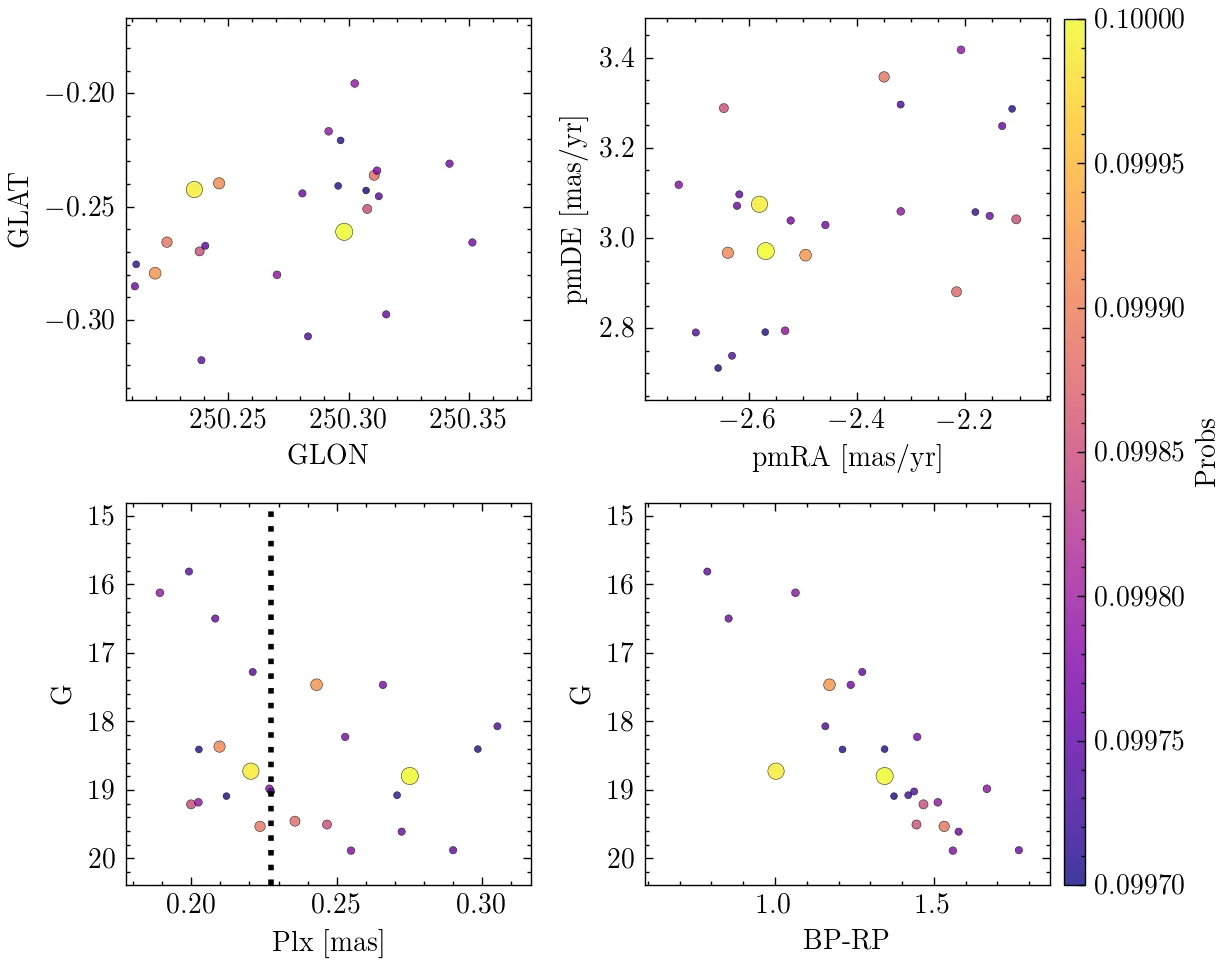 −0.20
−0.25
−0.30
GLAT
250.25 250.30 250.35
GLON
3.4
3.2
3.0
2.8
pmDE [mas/yr]
−2.6 −2.4 −2.2
pmRA [mas/yr]
15
16
17
18
19
20
G
0.20 0.25 0.30
Plx [mas]
15
16
17
18
19
20
G
1.0 1.5
BP-RP
0.10000
0.09995
0.09990
0.09985
0.09980
0.09975
0.09970
Probs